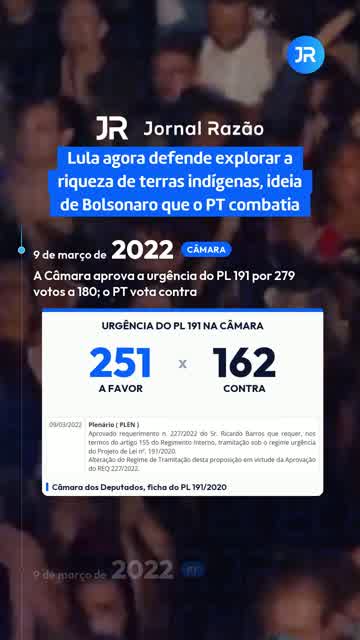 JR
JR Jornal Razão
Lula agora defende explorar a
riqueza de terras indígenas, ideia
de Bolsonaro que o PT combatia
9 de março de 2022 CÂMARA
A Câmara aprova a urgência do PL 191 por 279
votos a 180; o PT vota contra
URGÊNCIA DO PL 191 NA CÂMARA
251 x 162
A FAVOR CONTRA
09/03/2022 Plenário ( PLEN )
Aprovado requerimento n. 227/2022 do Sr. Ricardo Barros que requer, nos
termos do artigo 155 do Regimento Interno, tramitação sob o regime urgência
do Projeto de Lei nº. 191/2020.
Alteração do Regime de Tramitação desta proposição em virtude da Aprovação
do REQ 227/2022.
Câmara dos Deputados, ficha do PL 191/2020
9 de março de 2022 PT